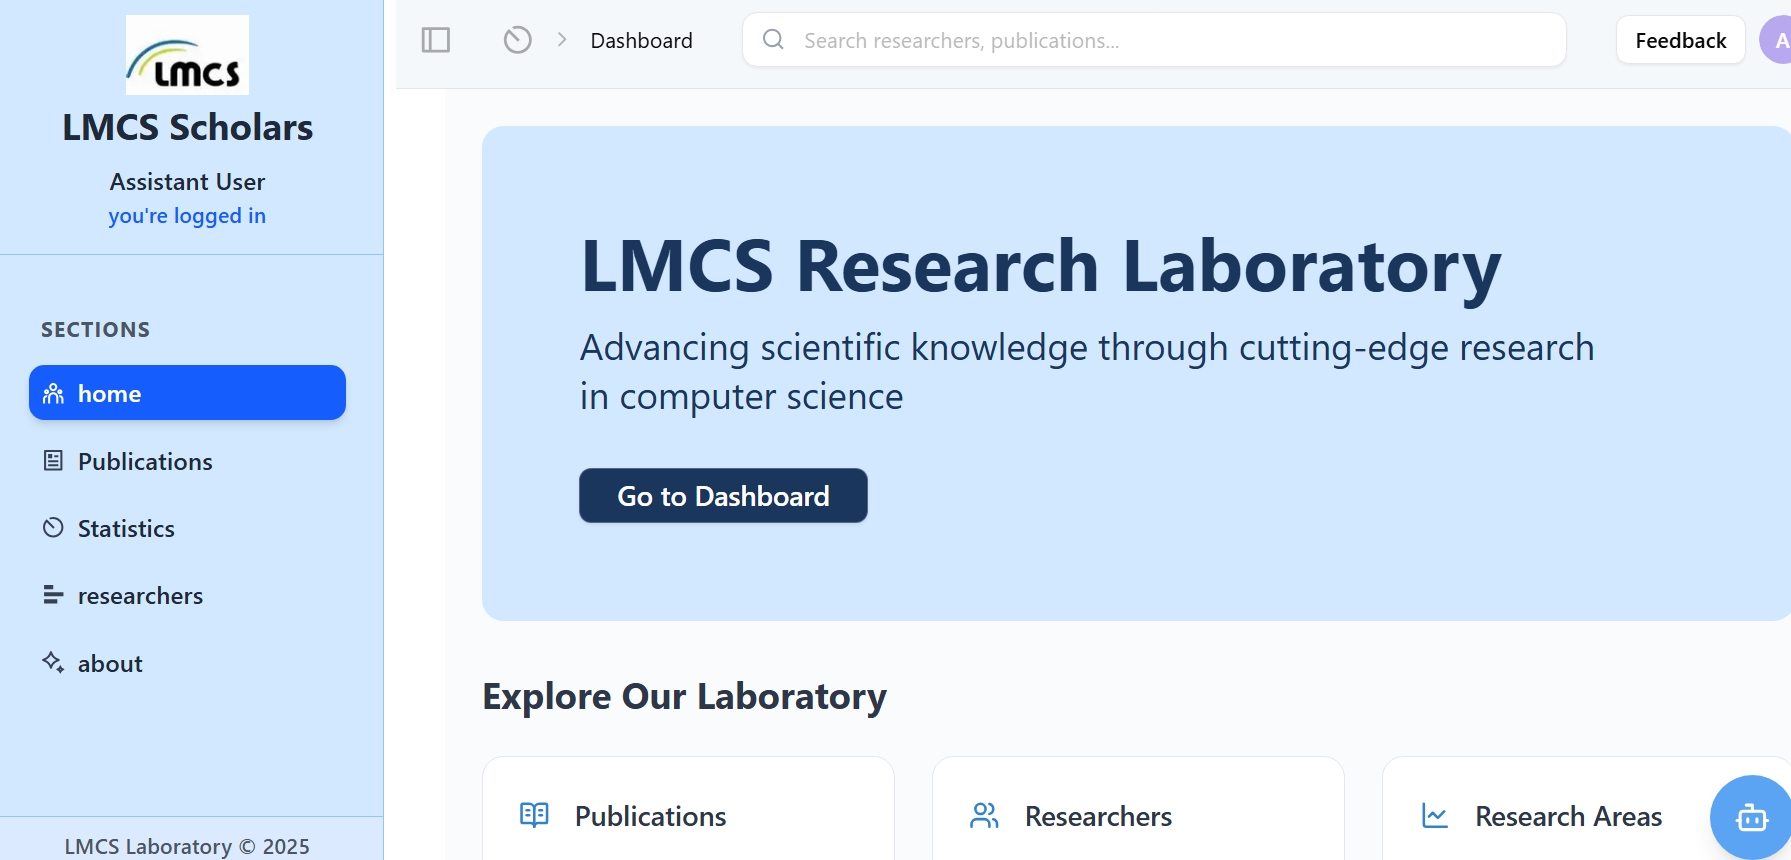 LMCS
LMCS Scholars
Assistant User
you're logged in
SECTIONS
home
Publications
Statistics
researchers
about
LMCS Laboratory © 2025
Dashboard
Search researchers, publications...
Feedback
A
LMCS Research Laboratory
Advancing scientific knowledge through cutting-edge research
in computer science
Go to Dashboard
Explore Our Laboratory
Publications
Researchers
Research Areas